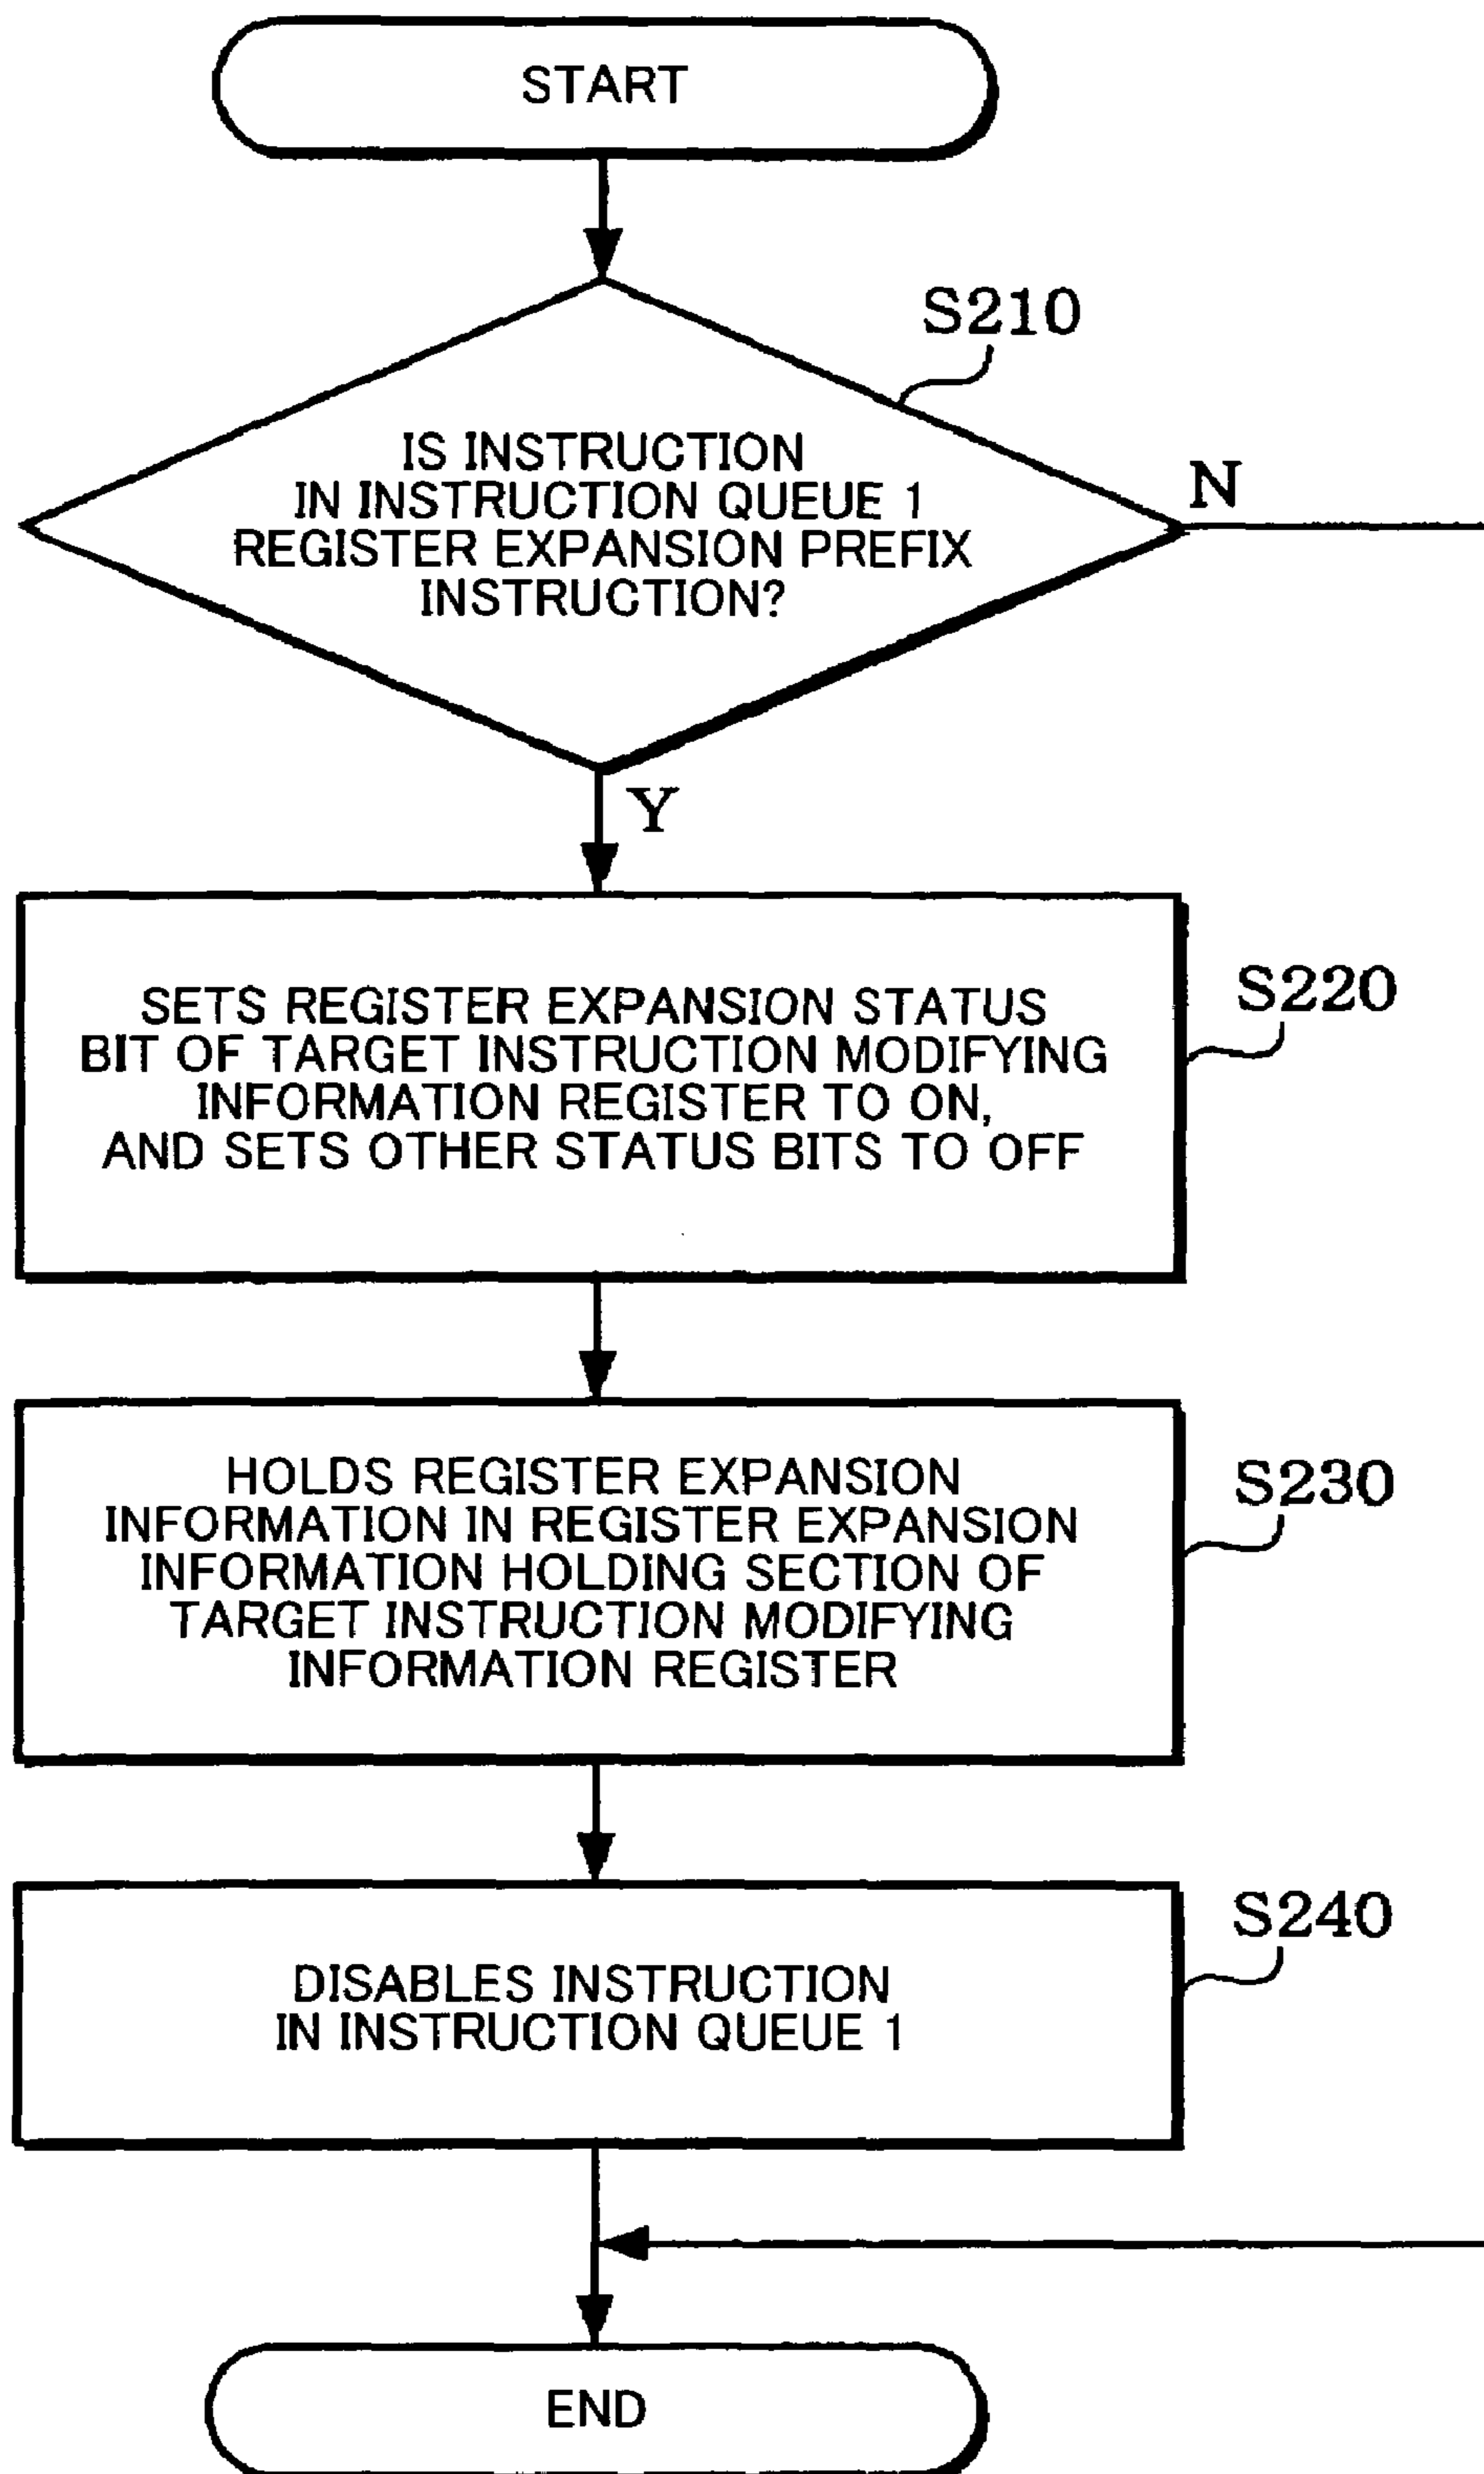 START
S210
IS INSTRUCTION
IN INSTRUCTION QUEUE 1
REGISTER EXPANSION PREFIX
INSTRUCTION?
N
Y
S220
SETS REGISTER EXPANSION STATUS
BIT OF TARGET INSTRUCTION MODIFYING
INFORMATION REGISTER TO ON,
AND SETS OTHER STATUS BITS TO OFF
S230
HOLDS REGISTER EXPANSION
INFORMATION IN REGISTER EXPANSION
INFORMATION HOLDING SECTION OF
TARGET INSTRUCTION MODIFYING
INFORMATION REGISTER
S240
DISABLES INSTRUCTION
IN INSTRUCTION QUEUE 1
END